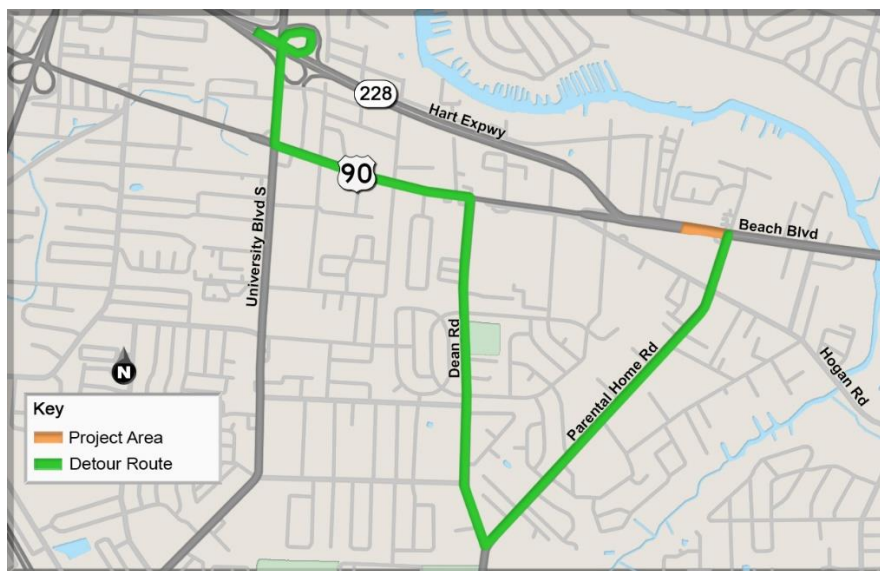 228
Hart Expwy
90
Beach Blvd
University Blvd S
Dean Rd
Parental Home Rd
Hogan Rd
N
Key
Project Area
Detour Route